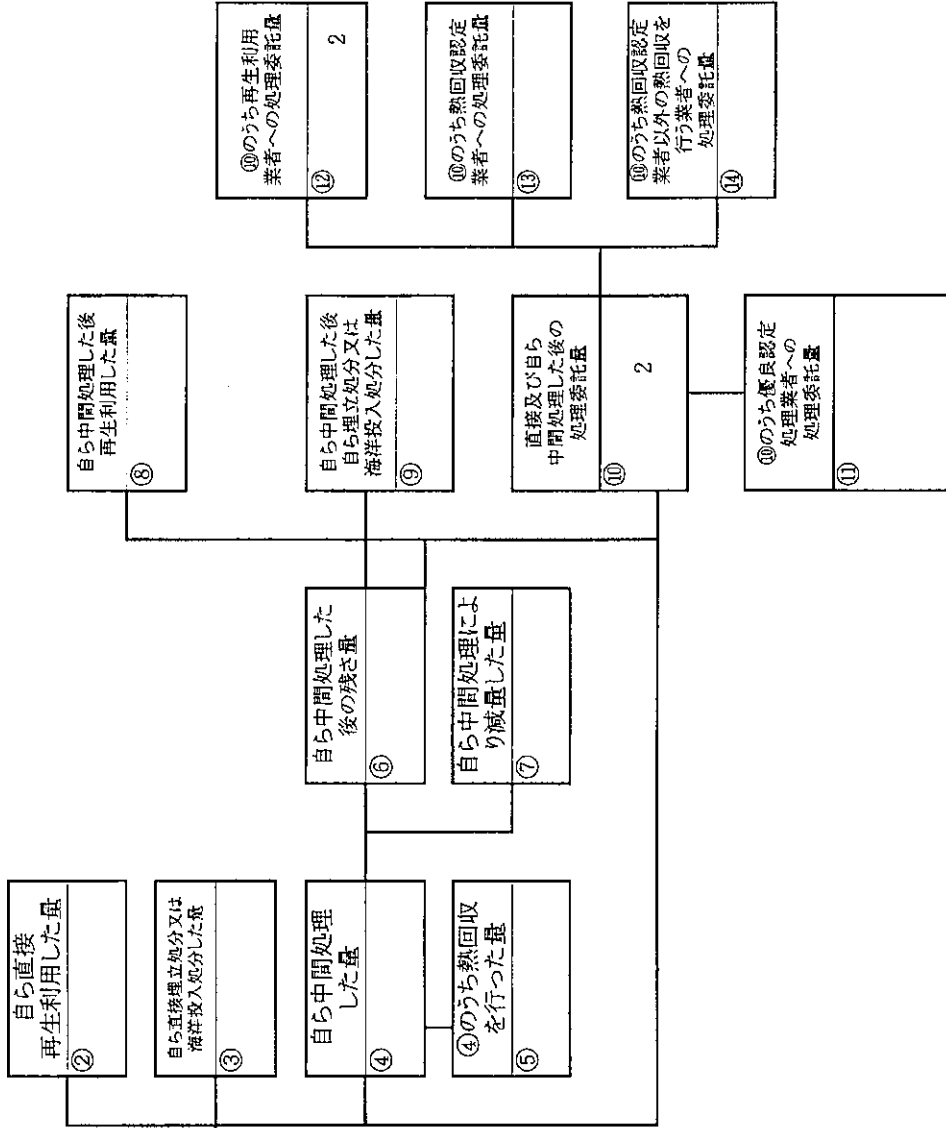 自ら直接
再生利用した量
②
自ら直接埋立処分又は
海洋投入処分した量
③
自ら中間処理
した量
④
④のうち熱回収
を行った量
⑤
自ら中間処理した
後の残さ量
⑥
自ら中間処理によ
り減量した量
⑦
自ら中間処理した後
再生利用した量
⑧
自ら中間処理した後
自ら埋立処分又は
海洋投入処分した量
⑨
直接及び自ら
中間処理した後の
処理委託量
⑩
2
⑩のうち優良認定
処理業者への
処理委託量
⑪
⑩のうち再生利用
業者への処理委託量
⑫
2
⑩のうち熱回収認定
業者への処理委託量
⑬
⑩のうち熱回収認定
業者以外の熱回収を
行う業者への
処理委託量
⑭